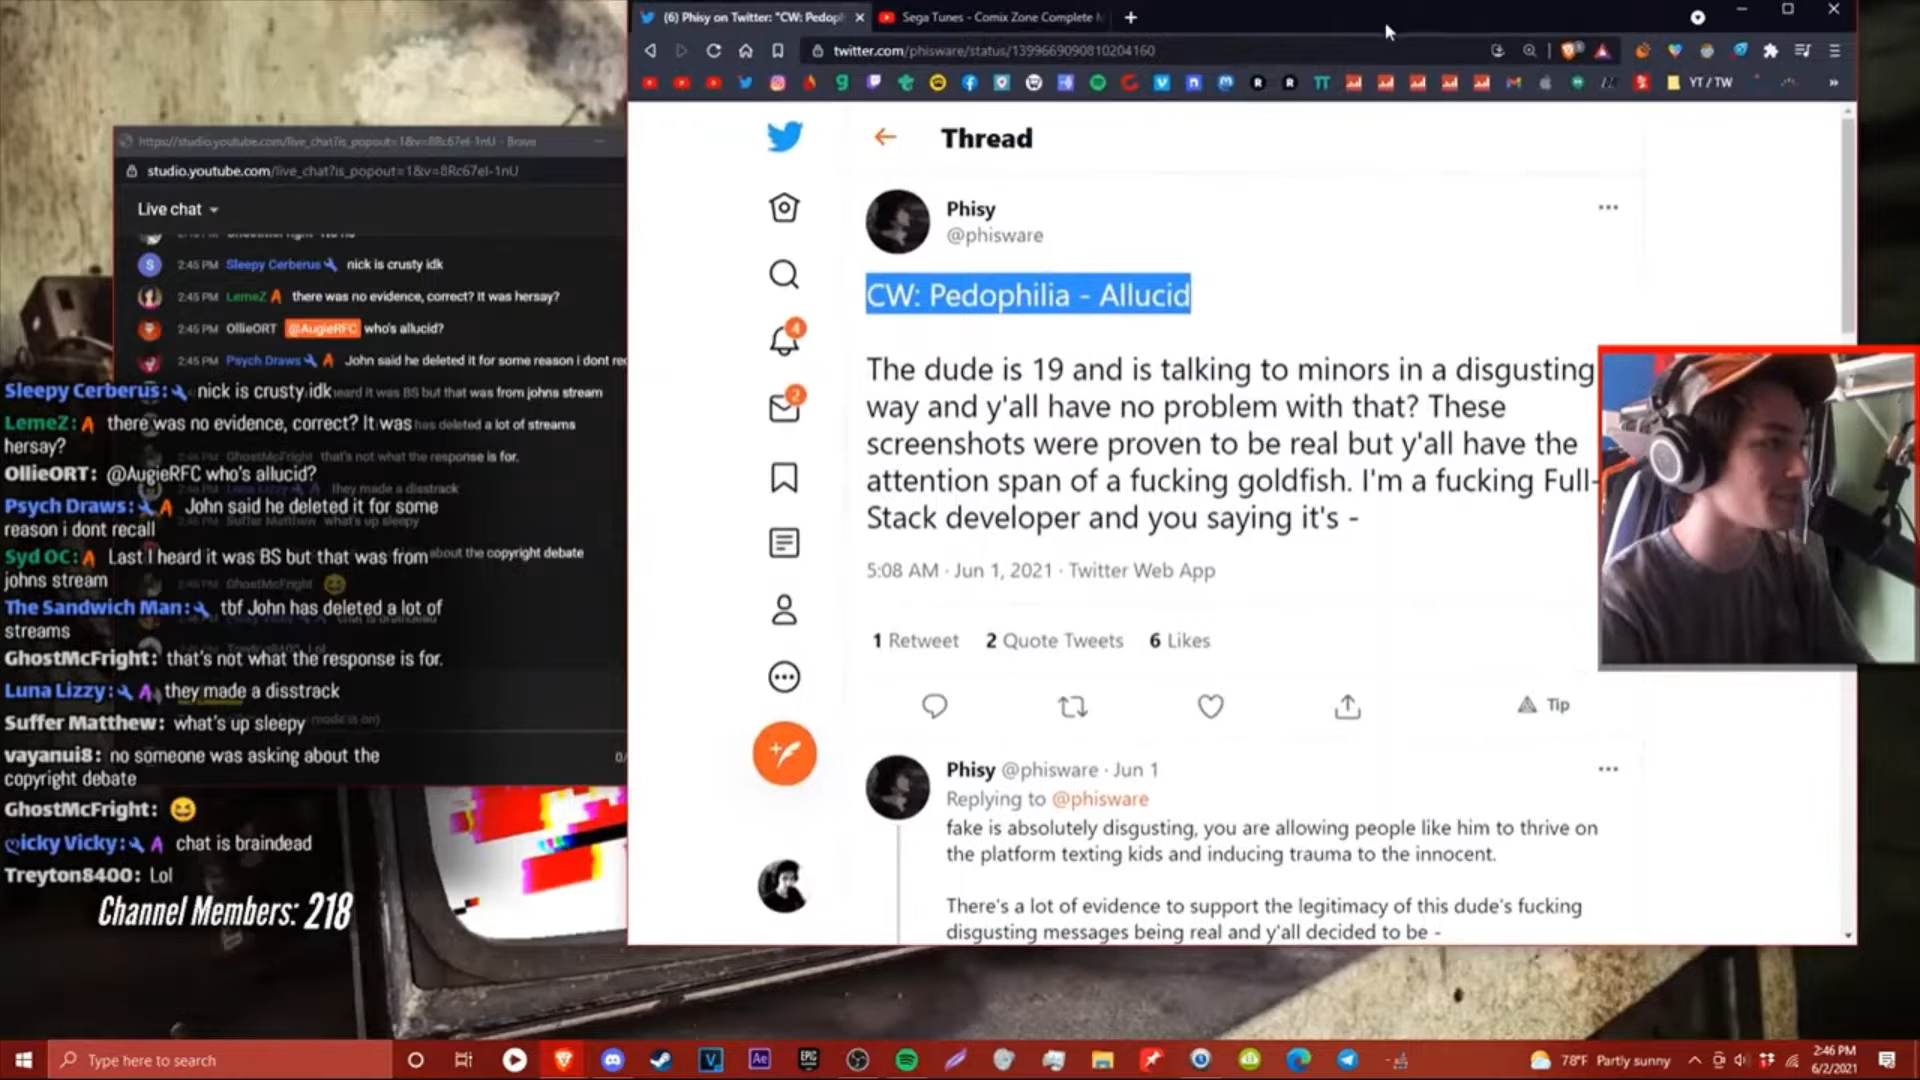 (6) Phisy on Twitter: "CW: Pedoph
Sega Tunes - Comix Zone Complete
twitter.com/phisware/status/1399669090810204160
YT / TW
https://studio.youtube.com/live_chat?is_popout=1&v=8Rc67eI-1nU - Brave
studio.youtube.com/live_chat?is_popout=1&v=8Rc67eI-1nU
Live chat
2:45 PM Sleepy Cerberus nick is crusty idk
2:45 PM LemeZ there was no evidence, correct? It was hersay?
2:45 PM OllieORT @AugieRFC who's allucid?
2:45 PM Psych Draws John said he deleted it for some reason i dont rec
heard it was BS but that was from johns stream
has deleted a lot of streams
GhostMcFright that's not what the response is for.
they made a disstrack
Suffer Matthew what's up sleepy
about the copyright debate
GhostMcFright
Sleepy Cerberus: nick is crusty idk
LemeZ: there was no evidence, correct? It was
hersay?
OllieORT: @AugieRFC who's allucid?
Psych Draws: John said he deleted it for some
reason i dont recall
Syd OC: Last I heard it was BS but that was from
johns stream
The Sandwich Man: tbf John has deleted a lot of
streams
GhostMcFright: that's not what the response is for.
Luna Lizzy: they made a disstrack
Suffer Matthew: what's up sleepy
vayanui8: no someone was asking about the
copyright debate
GhostMcFright:
icky Vicky: chat is braindead
Treyton8400: Lol
Channel Members: 218
Thread
Phisy
@phisware
CW: Pedophilia - Allucid
The dude is 19 and is talking to minors in a disgusting
way and y'all have no problem with that? These
screenshots were proven to be real but y'all have the
attention span of a fucking goldfish. I'm a fucking Full-
Stack developer and you saying it's -
5:08 AM · Jun 1, 2021 · Twitter Web App
1 Retweet 2 Quote Tweets 6 Likes
Tip
4
2
Phisy @phisware · Jun 1
Replying to @phisware
fake is absolutely disgusting, you are allowing people like him to thrive on
the platform texting kids and inducing trauma to the innocent.
There's a lot of evidence to support the legitimacy of this dude's fucking
disgusting messages being real and y'all decided to be -
Type here to search
V
Ae
EPIC
78°F Partly sunny
2:46 PM
6/2/2021